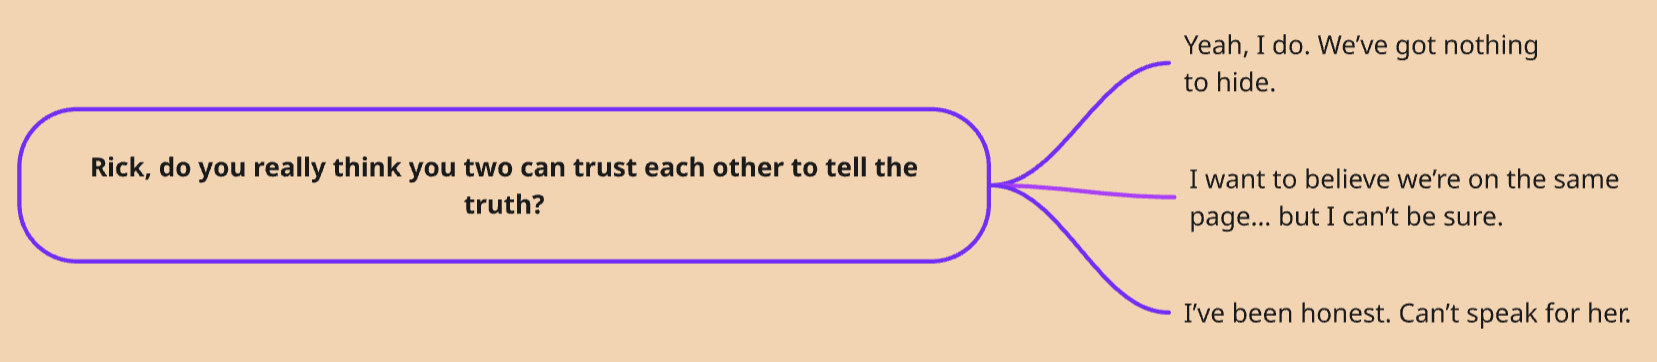 Yeah, I do. We’ve got nothing
to hide.
Rick, do you really think you two can trust each other to tell the
truth?
I want to believe we’re on the same
page... but I can’t be sure.
I’ve been honest. Can’t speak for her.